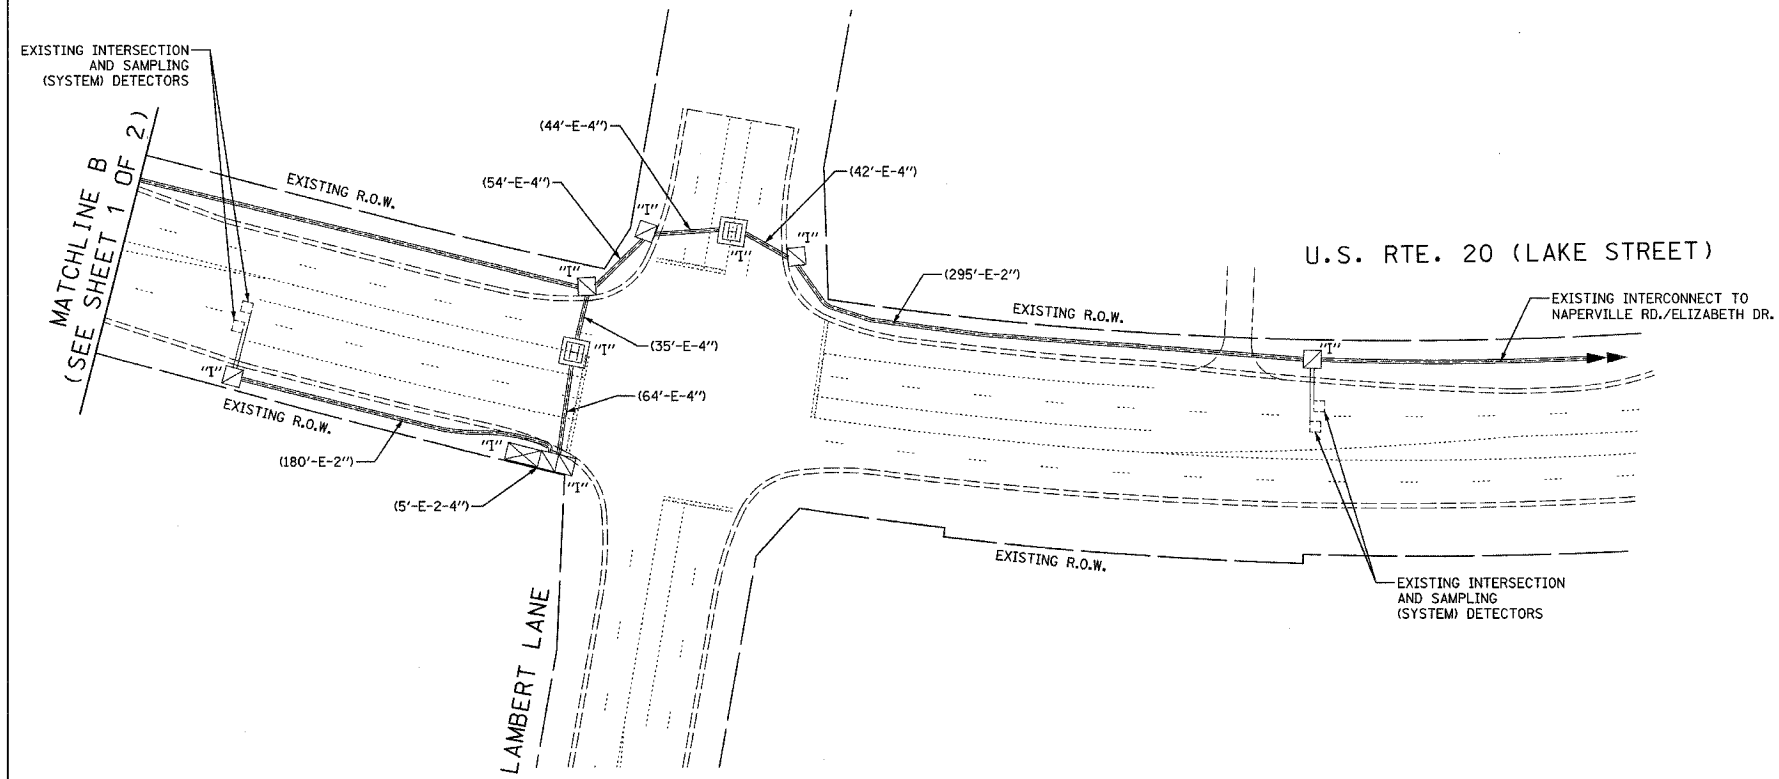 EXISTING INTERSECTION
AND SAMPLING
(SYSTEM) DETECTORS
MATCHLINE B
(SEE SHEET 1 OF 2)
EXISTING R.O.W.
(44'-E-4")
(54'-E-4")
(42'-E-4")
"I"
"I"
"I"
"I"
U.S. RTE. 20 (LAKE STREET)
(295'-E-2")
EXISTING R.O.W.
EXISTING INTERCONNECT TO
NAPERVILLE RD./ELIZABETH DR.
"I"
(35'-E-4")
"I"
"I"
(64'-E-4")
EXISTING R.O.W.
"I"
(180'-E-2")
(5'-E-2-4")
"I"
EXISTING R.O.W.
EXISTING INTERSECTION
AND SAMPLING
(SYSTEM) DETECTORS
LAMBERT LANE